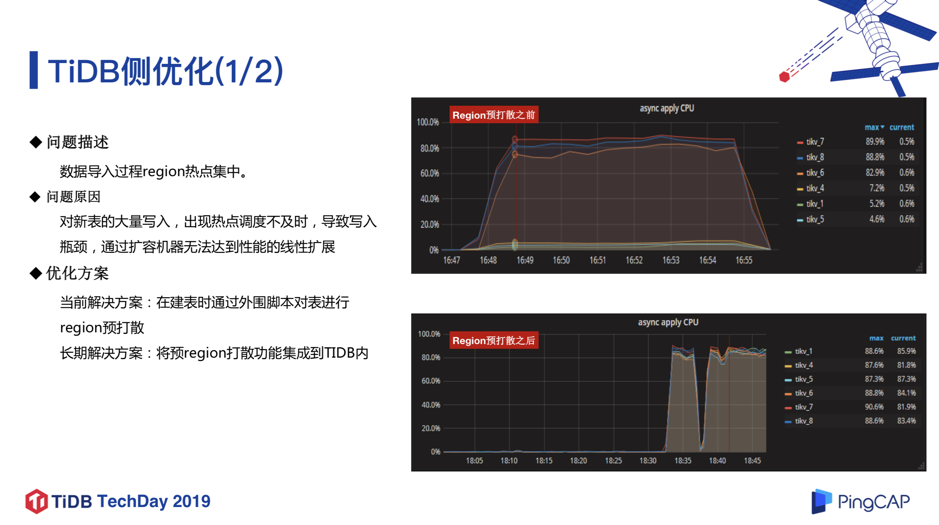 TiDB侧优化(1/2)
◆ 问题描述
数据导入过程region热点集中。
◆ 问题原因
对新表的大量写入，出现热点调度不及时，导致写入
瓶颈，通过扩容机器无法达到性能的线性扩展
◆ 优化方案
当前解决方案：在建表时通过外围脚本对表进行
region预打散
长期解决方案：将预region打散功能集成到TIDB内
async apply CPU
Region预打散之前
100.0%
80.0%
60.0%
40.0%
20.0%
0%
16:47 16:48 16:49 16:50 16:51 16:52 16:53 16:54 16:55
max current
tikv_7 89.9% 0.5%
tikv_8 88.8% 0.5%
tikv_6 82.9% 0.6%
tikv_4 7.2% 0.5%
tikv_1 5.2% 0.6%
tikv_5 4.6% 0.6%
async apply CPU
Region预打散之后
100.0%
80.0%
60.0%
40.0%
20.0%
0%
18:05 18:10 18:15 18:20 18:25 18:30 18:35 18:40 18:45
max current
tikv_1 88.6% 85.9%
tikv_4 87.6% 81.8%
tikv_5 87.3% 87.3%
tikv_6 88.8% 84.1%
tikv_7 90.6% 81.9%
tikv_8 88.6% 83.4%
TiDB TechDay 2019
PingCAP